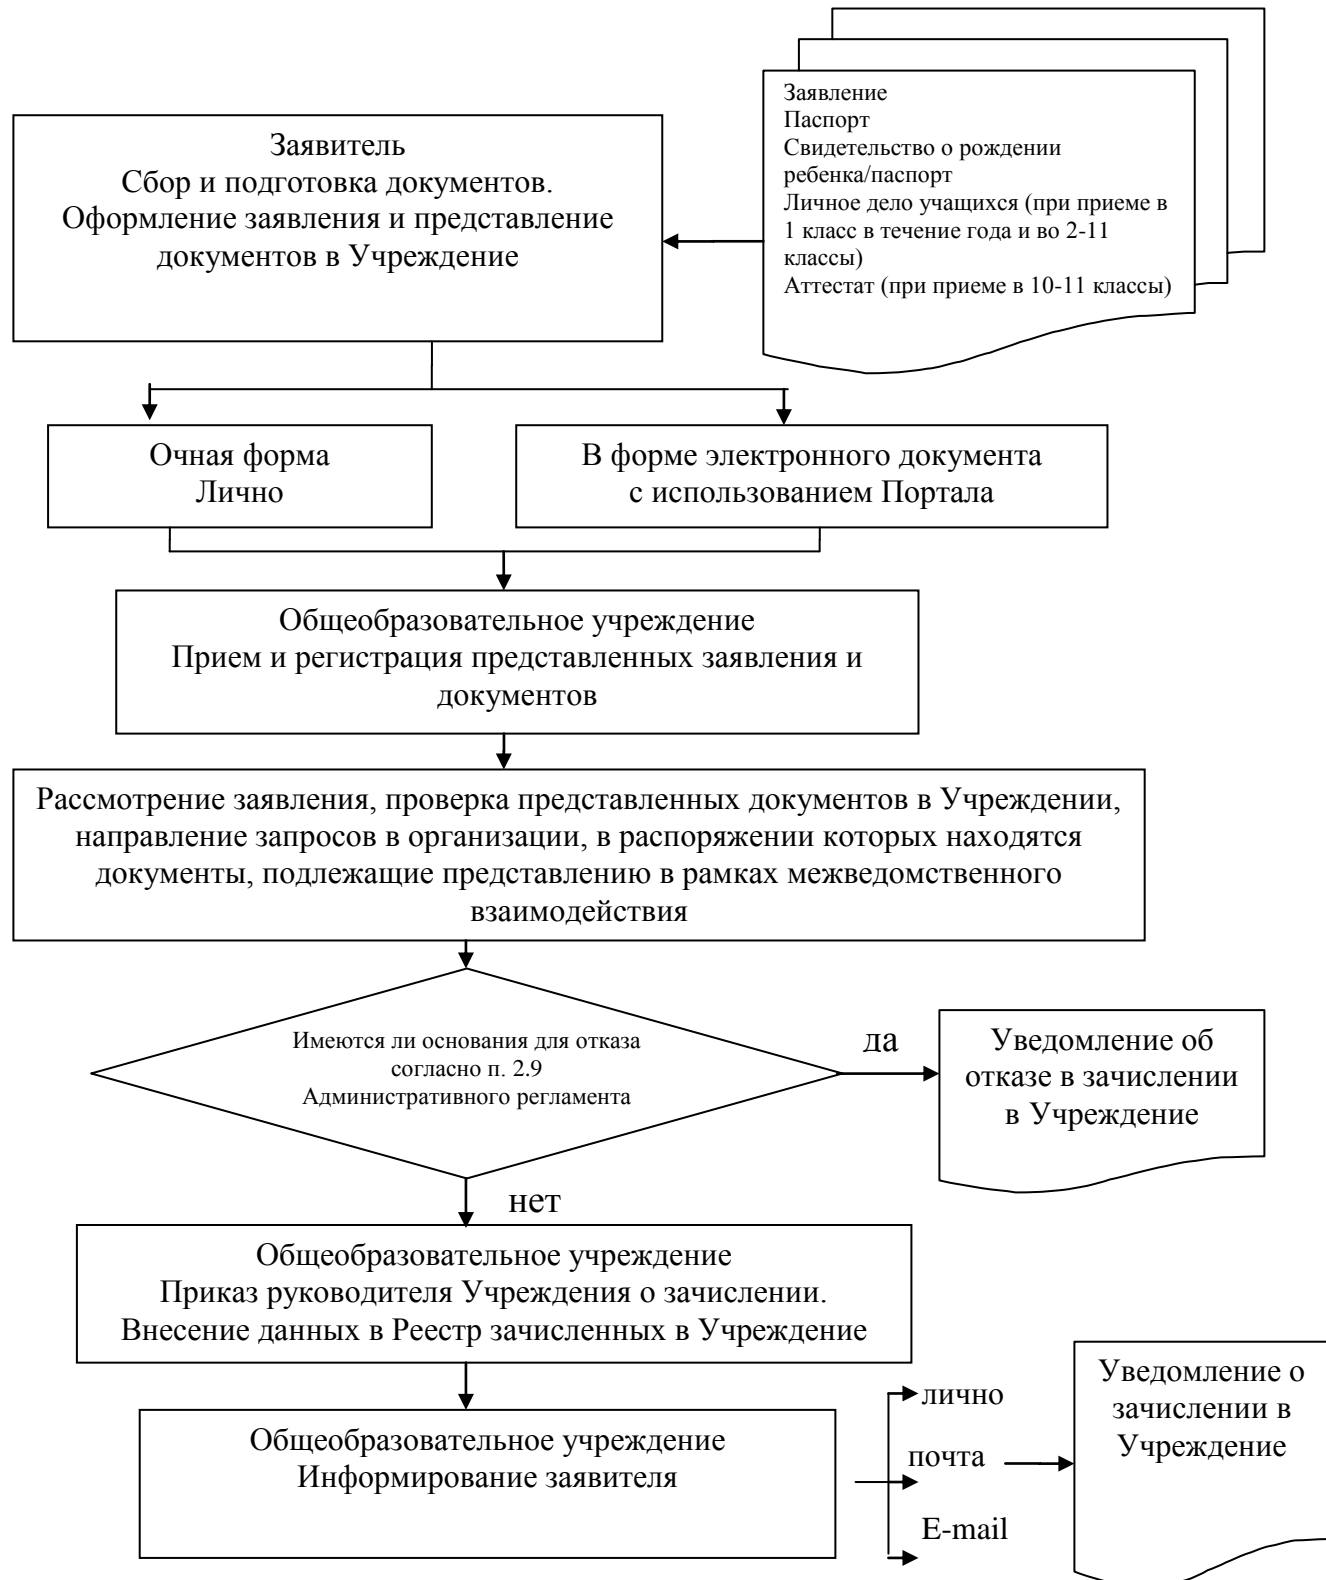 Заявление
Паспорт
Свидетельство о рождении
ребенка/паспорт
Личное дело учащихся (при приеме в
1 класс в течение года и во 2-11
классы)
Аттестат (при приеме в 10-11 классы)
Заявитель
Сбор и подготовка документов.
Оформление заявления и представление
документов в Учреждение
Очная форма
Лично
В форме электронного документа
с использованием Портала
Общеобразовательное учреждение
Прием и регистрация представленных заявления и
документов
Рассмотрение заявления, проверка представленных документов в Учреждении,
направление запросов в организации, в распоряжении которых находятся
документы, подлежащие представлению в рамках межведомственного
взаимодействия
Имеются ли основания для отказа
согласно п. 2.9
Административного регламента
да
Уведомление об
отказе в зачислении
в Учреждение
нет
Общеобразовательное учреждение
Приказ руководителя Учреждения о зачислении.
Внесение данных в Реестр зачисленных в Учреждение
Общеобразовательное учреждение
Информирование заявителя
лично
почта
E-mail
Уведомление о
зачислении в
Учреждение